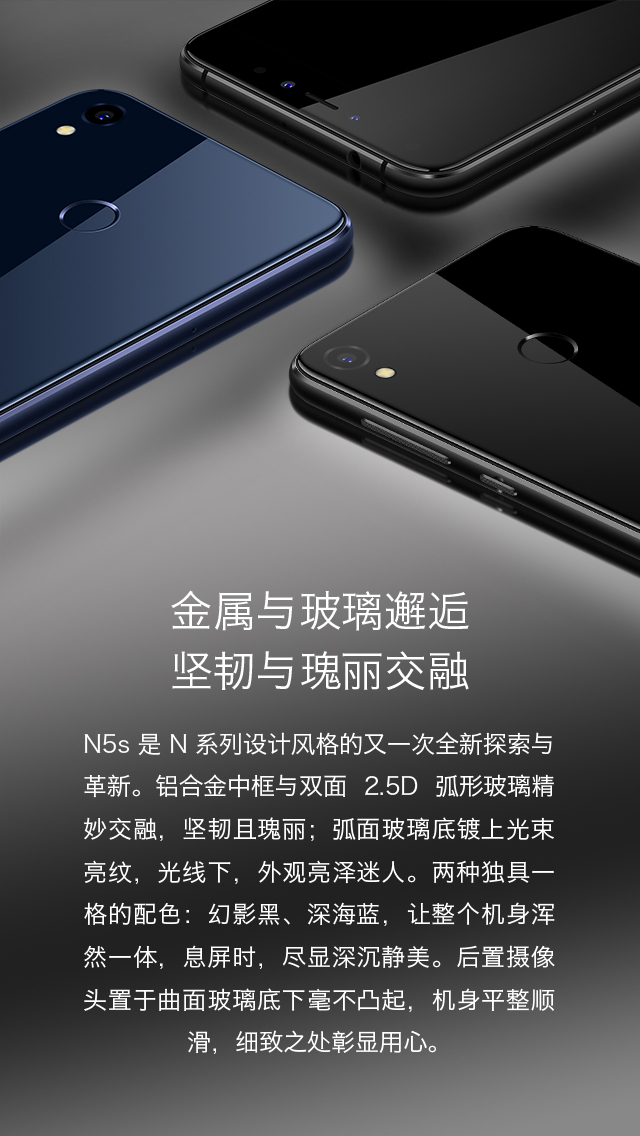 金属与玻璃邂逅
坚韧与瑰丽交融
N5s 是 N 系列设计风格的又一次全新探索与
革新。铝合金中框与双面 2.5D 弧形玻璃精
妙交融，坚韧且瑰丽；弧面玻璃底镀上光束
亮纹，光线下，外观亮泽迷人。两种独具一
格的配色：幻影黑、深海蓝，让整个机身浑
然一体，息屏时，尽显深沉静美。后置摄像
头置于曲面玻璃底下毫不凸起，机身平整顺
滑，细致之处彰显用心。